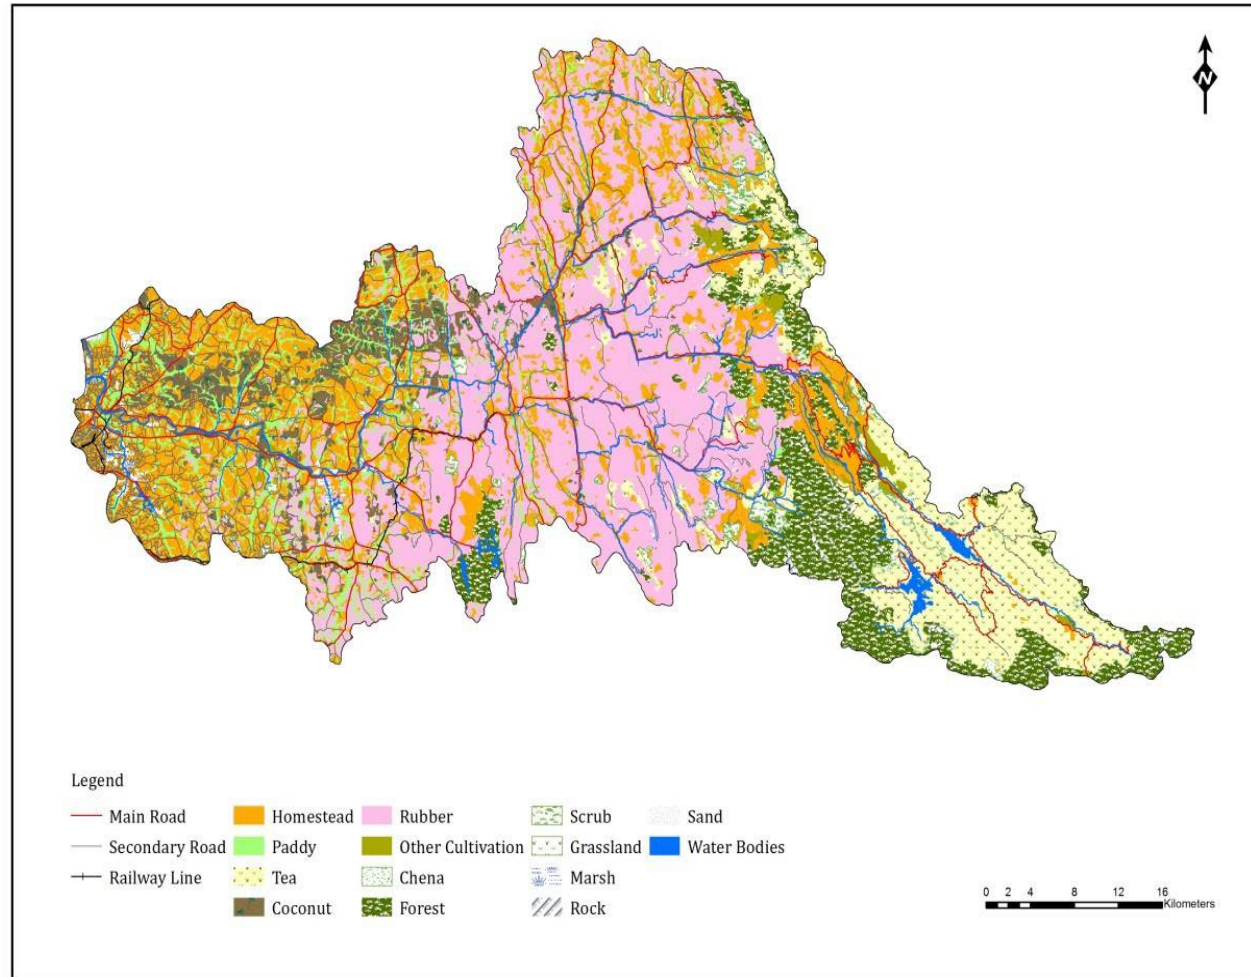 N
Legend
Main Road
Homestead
Rubber
Scrub
Sand
Secondary Road
Paddy
Other Cultivation
Grassland
Water Bodies
Railway Line
Tea
Chena
Marsh
Coconut
Forest
Rock
0 2 4 8 12 16
Kilometers